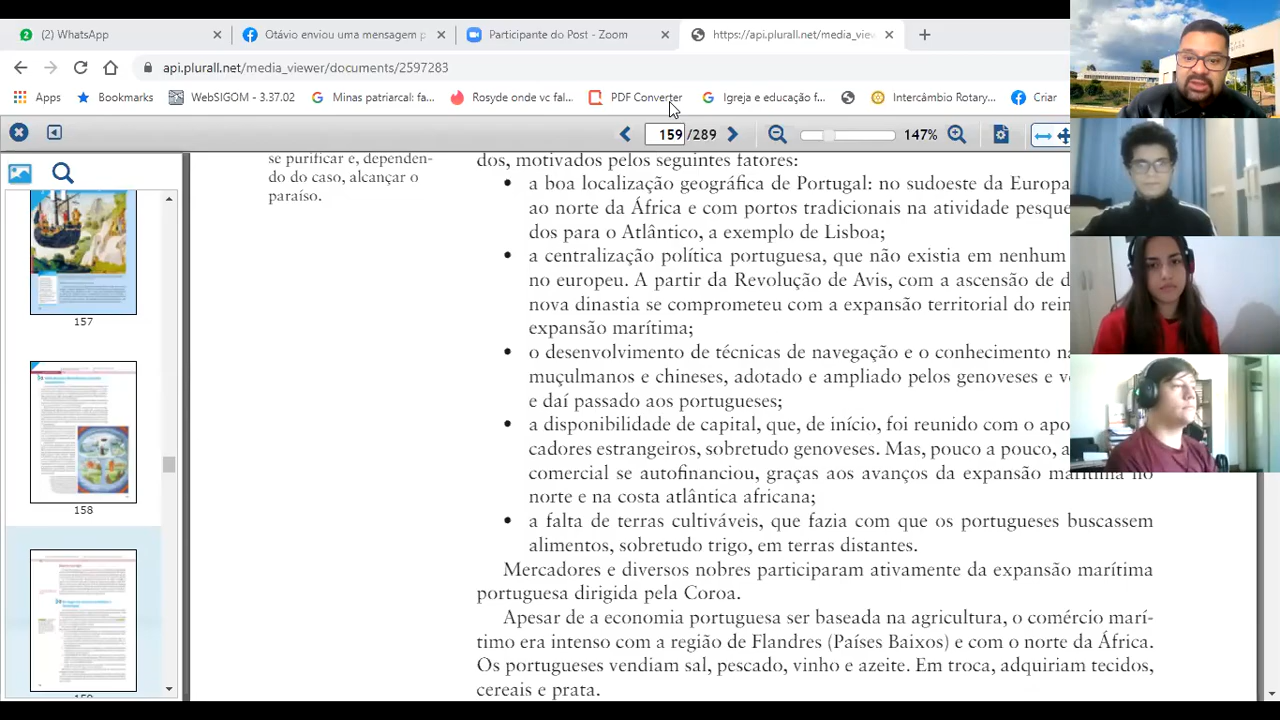 (2) WhatsApp
Otávio enviou uma mensagem p
Participante do Post - Zoom
https://api.plurall.net/media_view
api.plurall.net/media_viewer/documents/2567283
Apps
Bookmarks
WebSICOM - 3.37.02
Minas para folia...
PDF Converter
Igreja e educação f...
Intercâmbio Rotary...
Criar
159 /289
147%
se purificar e, dependen-
do do caso, alcançar o
paraíso.
157
158
dos, motivados pelos seguintes fatores:
• a boa localização geográfica de Portugal: no sudoeste da Europa
ao norte da África e com portos tradicionais na atividade pesque
dos para o Atlântico, a exemplo de Lisboa;
• a centralização política portuguesa, que não existia em nenhum
no europeu. A partir da Revolução de Avis, com a ascensão de d
nova dinastia se comprometeu com a expansão territorial do rein
expansão marítima;
• o desenvolvimento de técnicas de navegação e o conhecimento ná
muçulmanos e chineses, adotado e ampliado pelos genoveses e v
e daí passado aos portugueses;
• a disponibilidade de capital, que, de início, foi reunido com o apo
cadores estrangeiros, sobretudo genoveses. Mas, pouco a pouco, a
comercial se autofinanciou, graças aos avanços da expansão marítima no
norte e na costa atlântica africana;
• a falta de terras cultiváveis, que fazia com que os portugueses buscassem
alimentos, sobretudo trigo, em terras distantes.
Mercadores e diversos nobres participaram ativamente da expansão marítima
portuguesa dirigida pela Coroa.
Apesar de a economia portuguesa ser baseada na agricultura, o comércio marí-
timo era intenso com a região de Flandres (Países Baixos) e com o norte da África.
Os portugueses vendiam sal, pescado, vinho e azeite. Em troca, adquiriam tecidos,
cereais e prata.